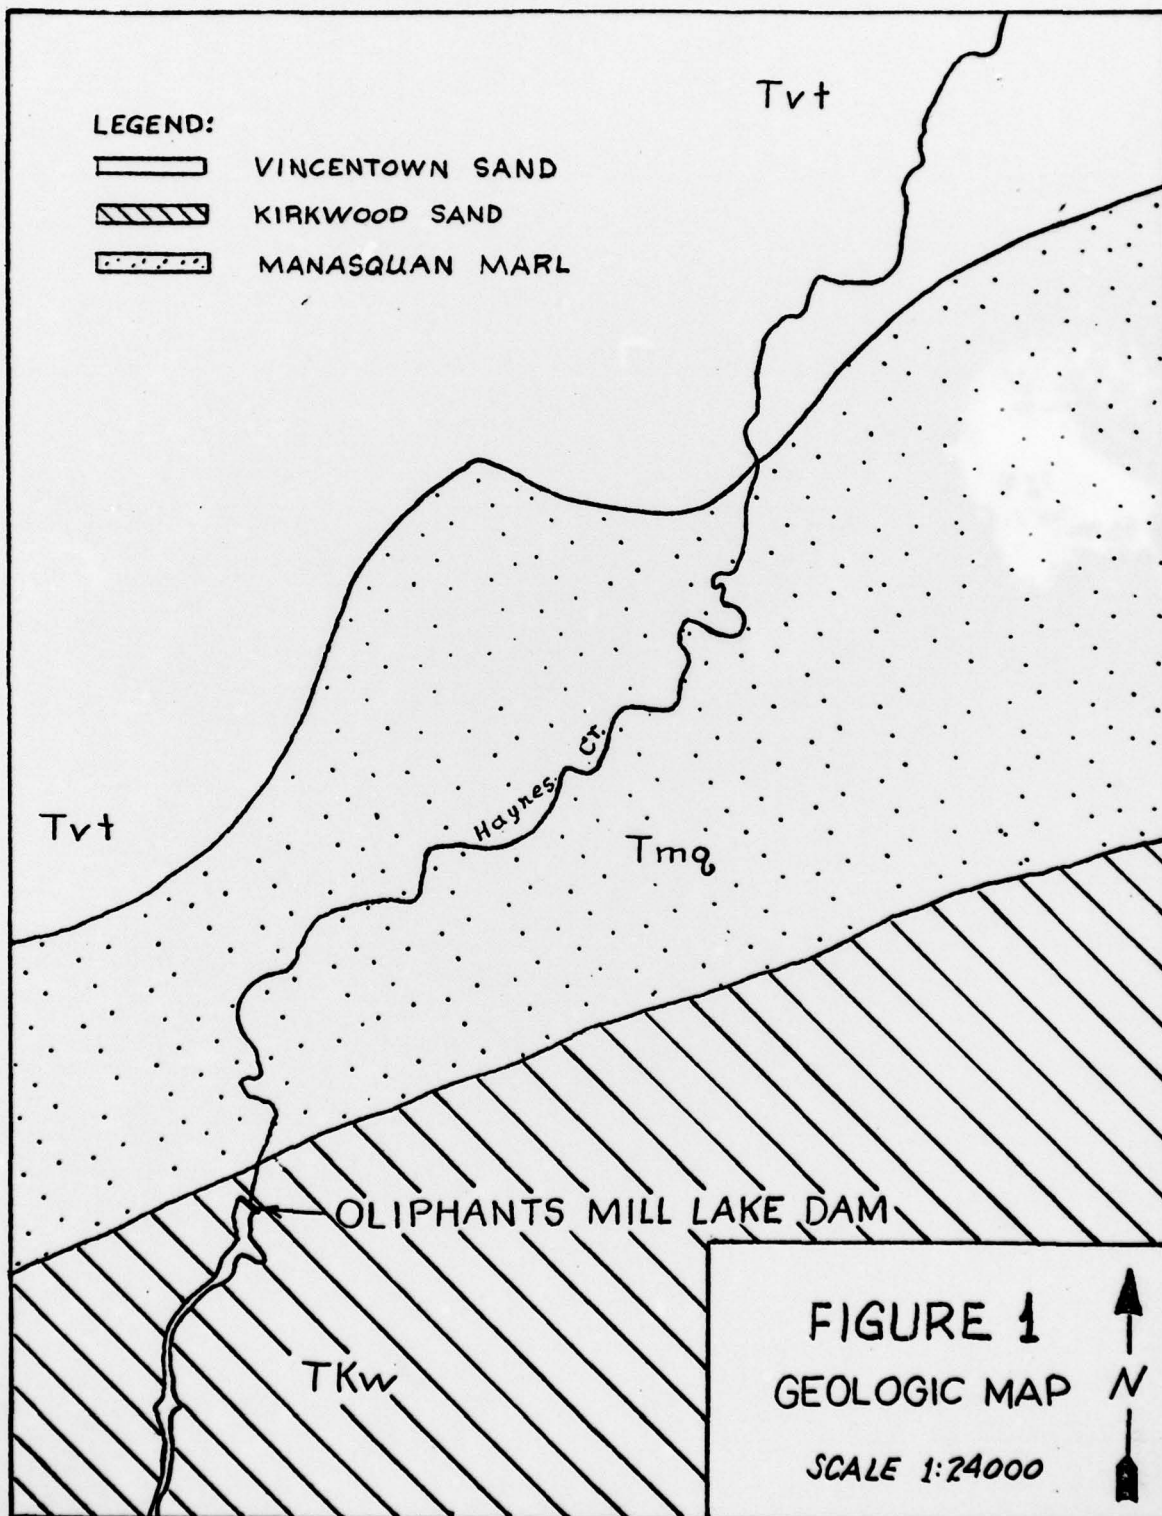 Tvt
LEGEND:
VINCENTOWN SAND
KIRKWOOD SAND
MANASQUAN MARL
Haynes Cr.
Tvt
Tmq
OLIPHANTS MILL LAKE DAM
TKw
FIGURE 1
GEOLOGIC MAP
N
SCALE 1:24000